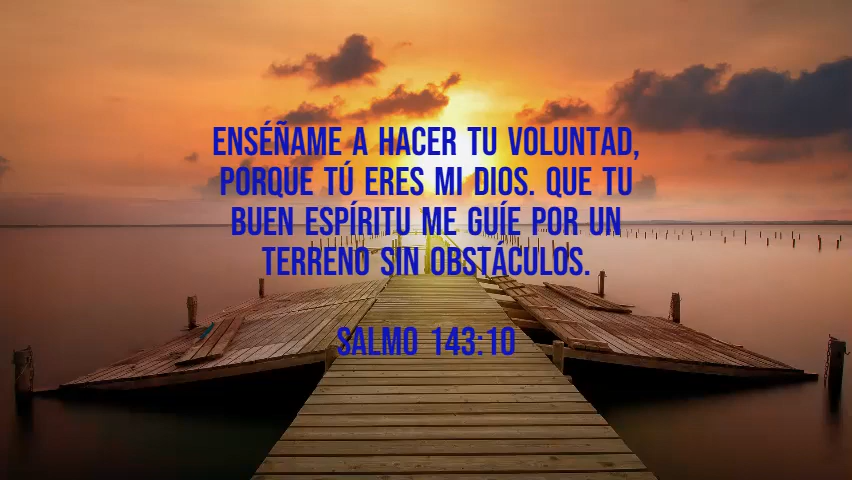 ENSÉÑAME A HACER TU VOLUNTAD,
PORQUE TÚ ERES MI DIOS. QUE TU
BUEN ESPÍRITU ME GUÍE POR UN
TERRENO SIN OBSTÁCULOS.
SALMO 143:10